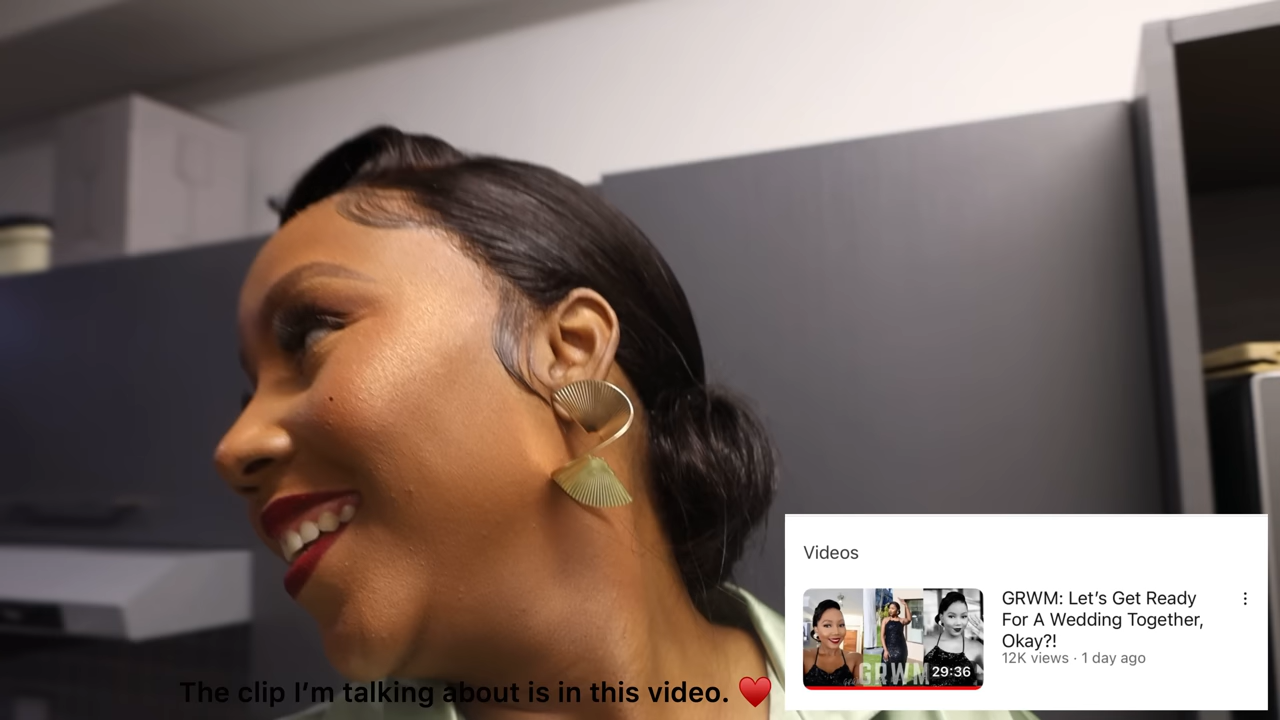 Videos
GRWM: Let's Get Ready
For A Wedding Together,
Okay?!
12K views · 1 day ago
GRWM
29:36
The clip I'm talking about is in this video. ❤️